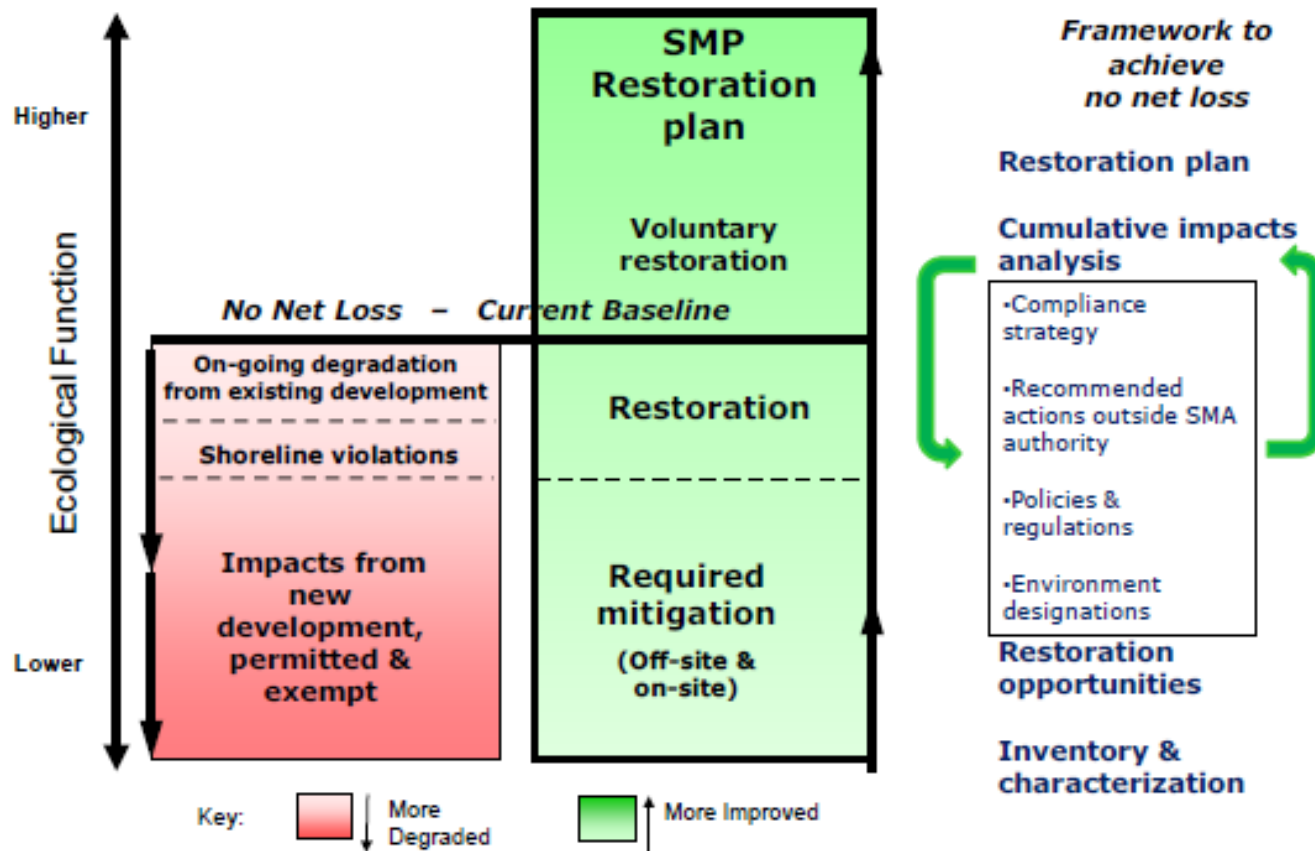 Higher
Ecological Function
Lower
No Net Loss – Current Baseline
On-going degradation
from existing development
Shoreline violations
Impacts from
new
development,
permitted &
exempt
SMP
Restoration
plan
Voluntary
restoration
Restoration
Required
mitigation
(Off-site &
on-site)
Framework to
achieve
no net loss
Restoration plan
Cumulative impacts
analysis
•Compliance
strategy
•Recommended
actions outside SMA
authority
•Policies &
regulations
•Environment
designations
Restoration
opportunities
Inventory &
characterization
Key:
More
Degraded
More Improved